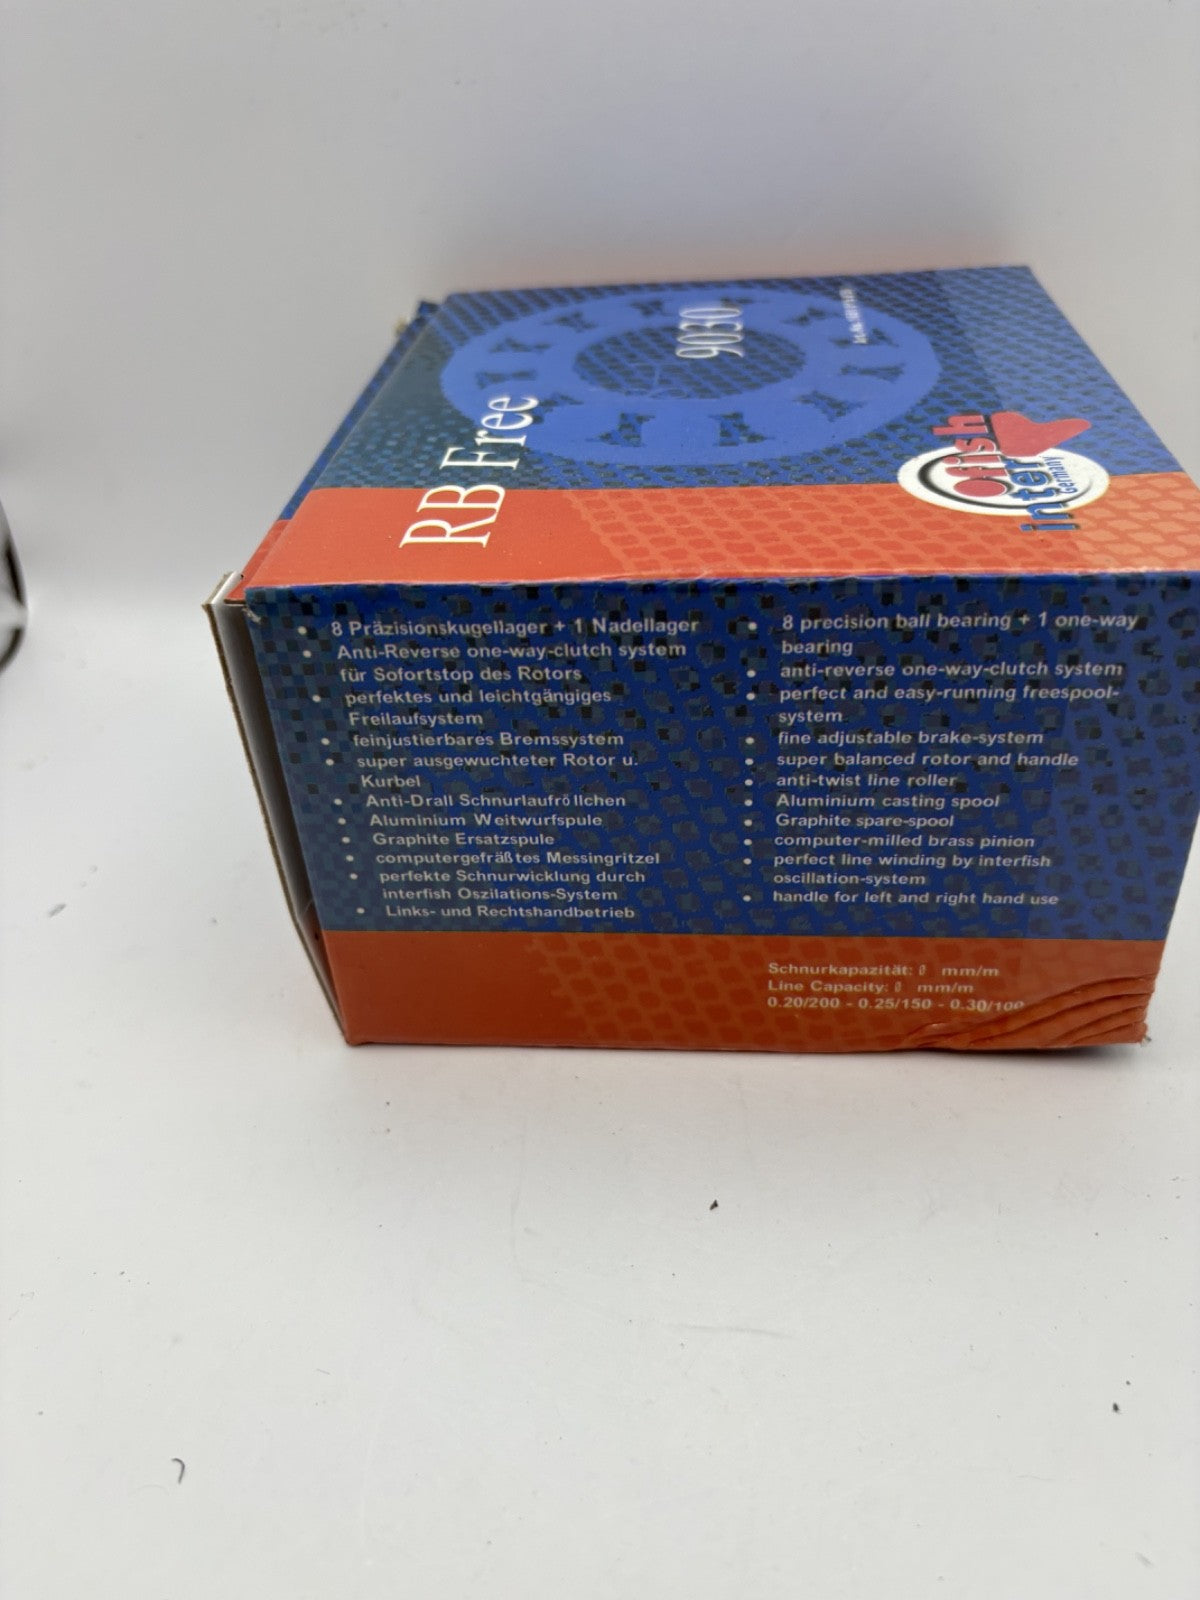 RB Free
9030
ofish
inter
Germany
• 8 Präzisionskugellager + 1 Nadellager
• Anti-Reverse one-way-clutch system
für Sofortstop des Rotors
• perfektes und leichtgängiges
Freilaufsystem
• feinjustierbares Bremssystem
• super ausgewuchteter Rotor u.
Kurbel
• Anti-Drall Schnurlaufröllchen
• Aluminium Weitwurfspule
• Graphite Ersatzspule
• computergefräßtes Messingritzel
• perfekte Schnurwicklung durch
interfish Oszilations-System
• Links- und Rechtshandbetrieb
• 8 precision ball bearing + 1 one-way
bearing
• anti-reverse one-way-clutch system
• perfect and easy-running freespool-
system
• fine adjustable brake-system
• super balanced rotor and handle
• anti-twist line roller
• Aluminium casting spool
• Graphite spare-spool
• computer-milled brass pinion
• perfect line winding by interfish
oscillation-system
• handle for left and right hand use
Schnurkapazität: Ø mm/m
Line Capacity: Ø mm/m
0.20/200 - 0.25/150 - 0.30/100